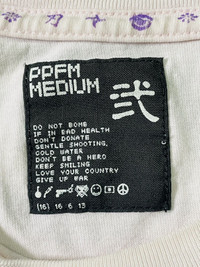 PPFM
MEDIUM
弐
DO NOT BOMB
IF IN BAD HEALTH
DON'T DONATE
GENTLE SHOOTING,
COLD WATER
DON'T BE A HERO
KEEP SMILING
LOVE YOUR COUNTRY
GIVE UP WAR
[16] 16 6 13